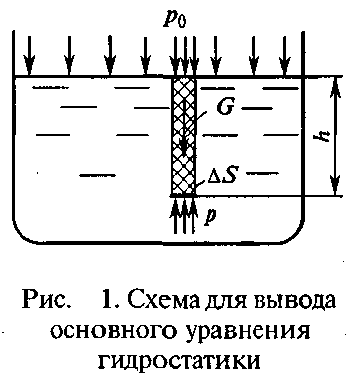 p₀
G
h
ΔS
p
Рис. 1. Схема для вывода
основного уравнения
гидростатики